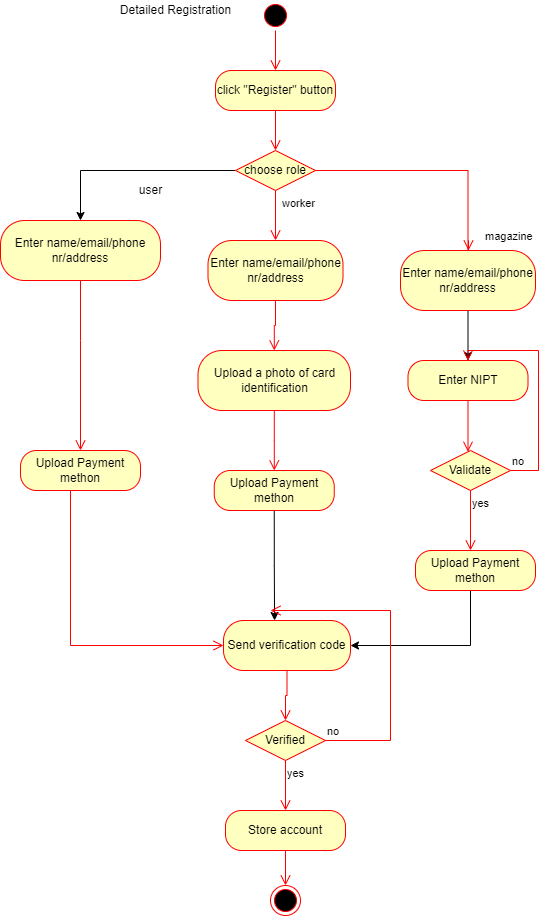 Detailed Registration
click "Register" button
choose role
user
worker
magazine
Enter name/email/phone
nr/address
Enter name/email/phone
nr/address
Enter name/email/phone
nr/address
Upload a photo of card
identification
Enter NIPT
Validate
no
yes
Upload Payment
methon
Upload Payment
methon
Upload Payment
methon
Send verification code
Verified
no
yes
Store account